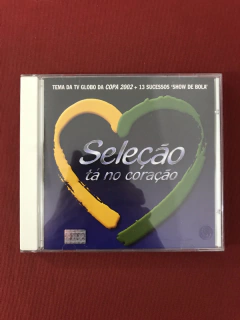 TEMA DA TV GLOBO DA COPA 2002 + 13 SUCESSOS 'SHOW DE BOLA'
Seleção
tá no coração